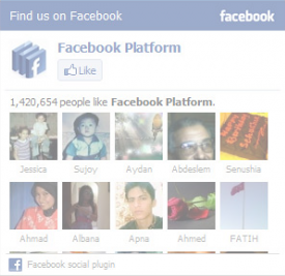 Find us on Facebook
facebook
Facebook Platform
Like
1,420,654 people like Facebook Platform.
Jessica Sujoy Aydan Abdeslem Senushia
Ahmad Albana Apna Ahmed FATIH
Facebook social plugin